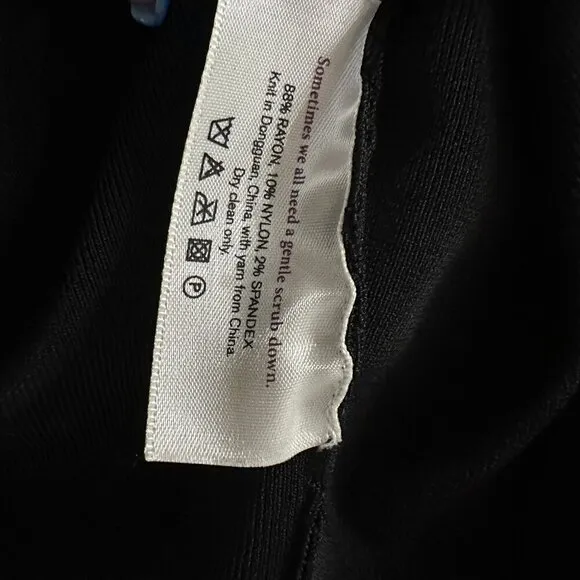 Sometimes we all need a gentle scrub down.
88% RAYON, 10% NYLON, 2% SPANDEX
Knit in Dongguan, China, with yarn from China.
Dry clean only.
P